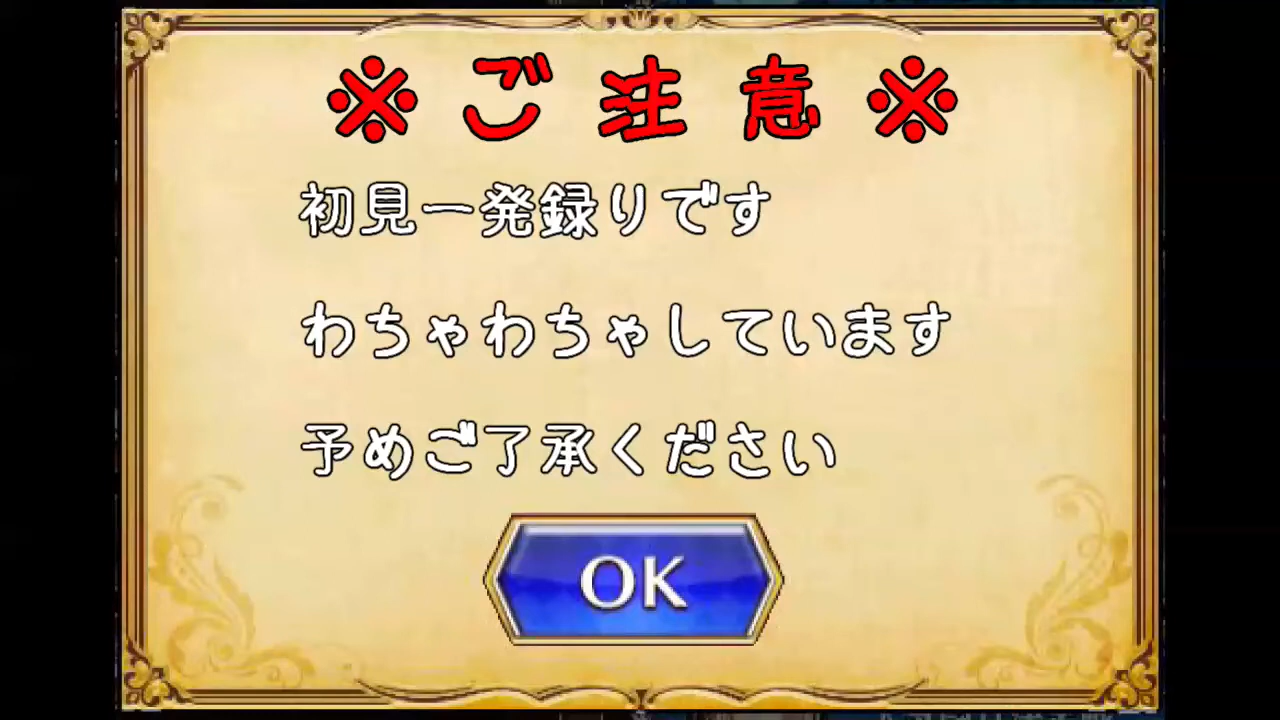 ※ご注意※
初見一発録りです
わちゃわちゃしています
予めご了承ください
OK